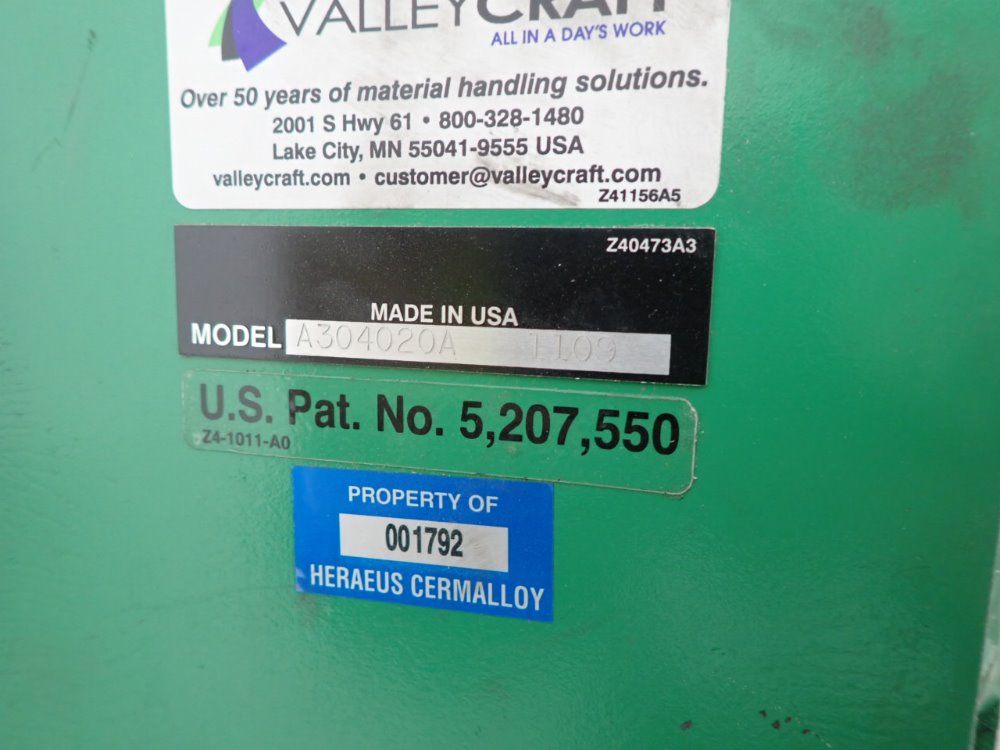 VALLEYCRAFT
ALL IN A DAY'S WORK
Over 50 years of material handling solutions.
2001 S Hwy 61 • 800-328-1480
Lake City, MN 55041-9555 USA
valleycraft.com • customer@valleycraft.com
Z41156A5
Z40473A3
MADE IN USA
MODEL A304020A 1109
U.S. Pat. No. 5,207,550
Z4-1011-A0
PROPERTY OF
001792
HERAEUS CERMALLOY